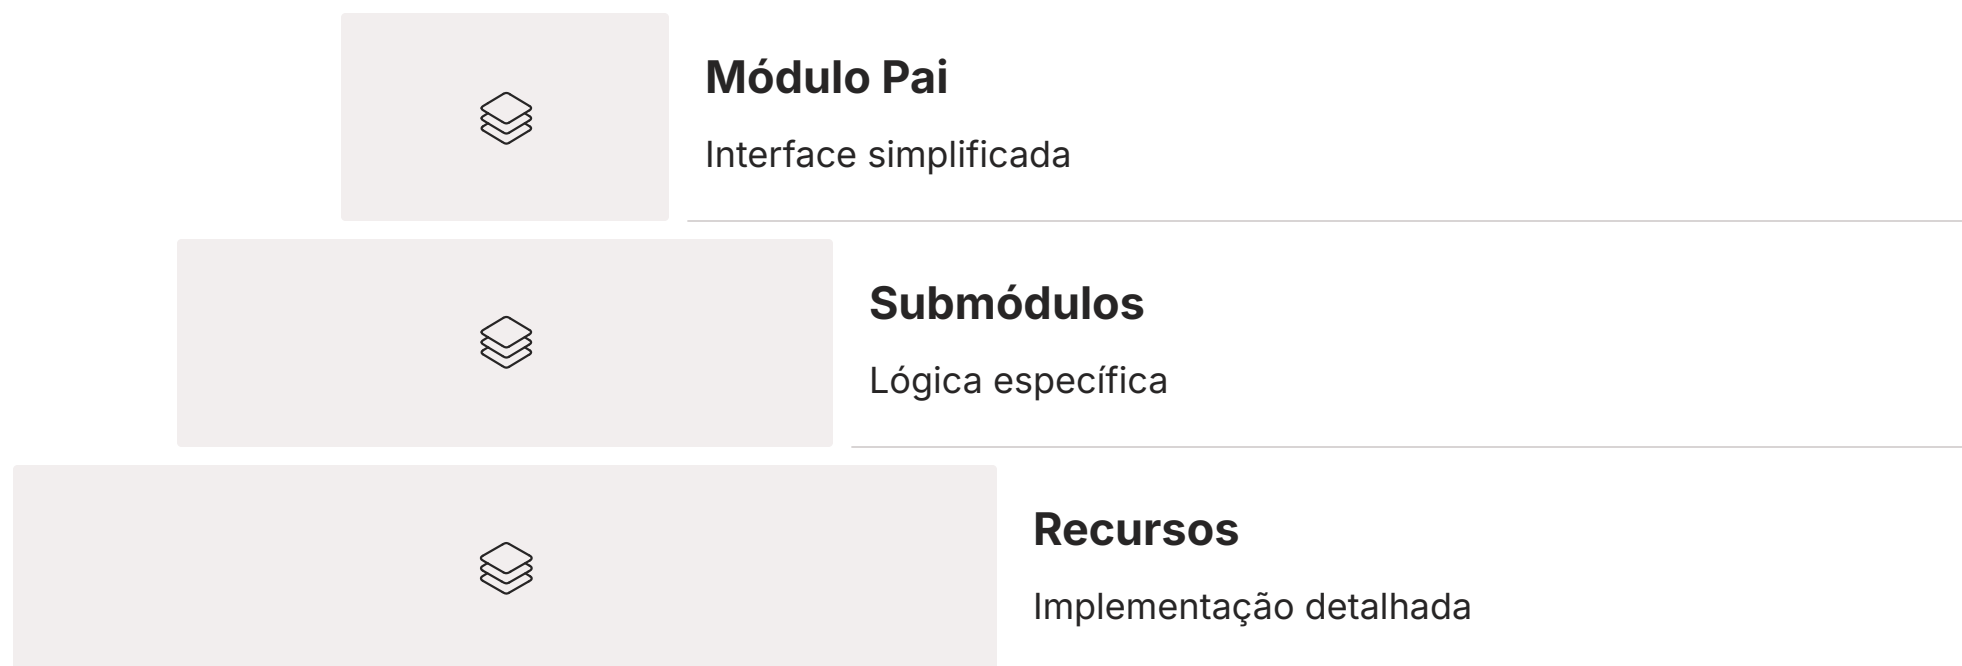 Módulo Pai
Interface simplificada
Submódulos
Lógica específica
Recursos
Implementação detalhada